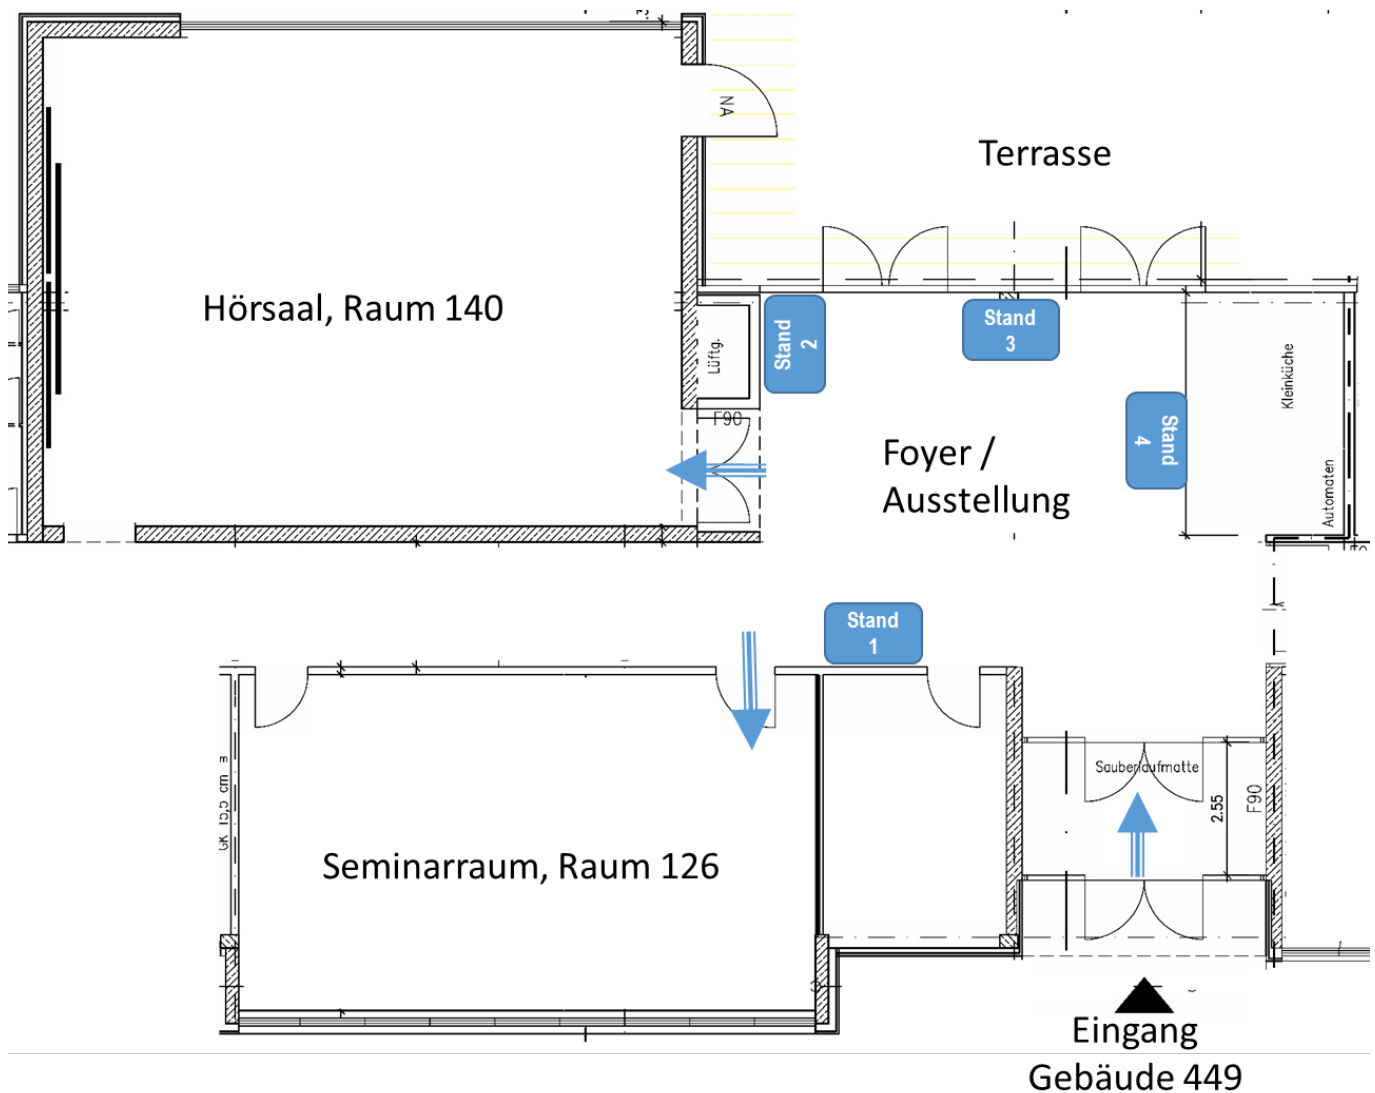 NA
Terrasse
Hörsaal, Raum 140
Lüftg.
Stand
2
Stand
3
Kleinküche
F90
Stand
4
Foyer /
Ausstellung
Automaten
Stand
1
Sauberlaufmatte
2.55
F90
Seminarraum, Raum 126
Eingang
Gebäude 449